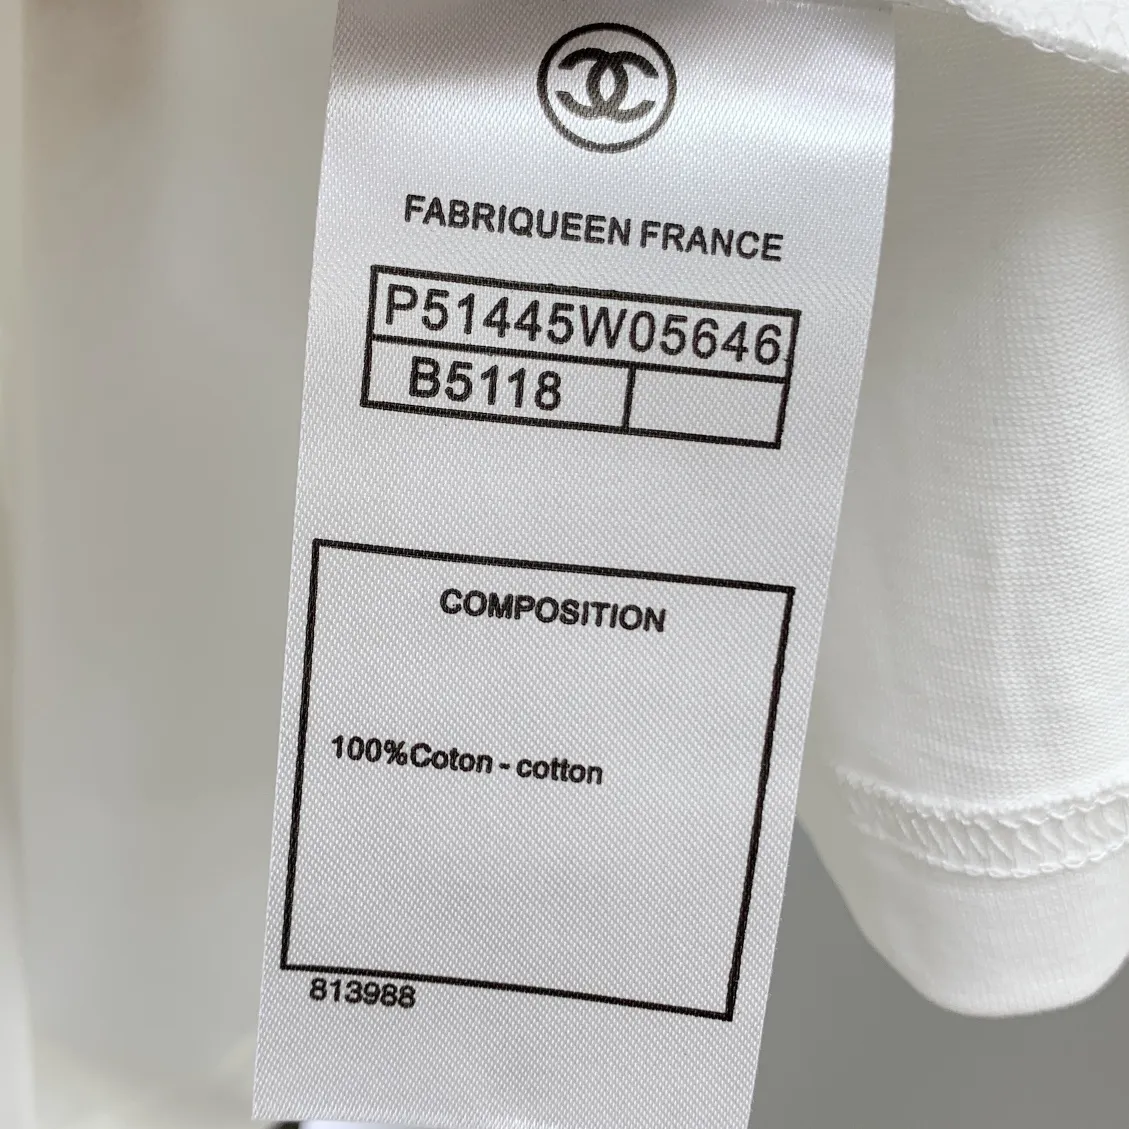 FABRIQUEEN FRANCE
P51445W05646
B5118
COMPOSITION
100%Coton - cotton
813988